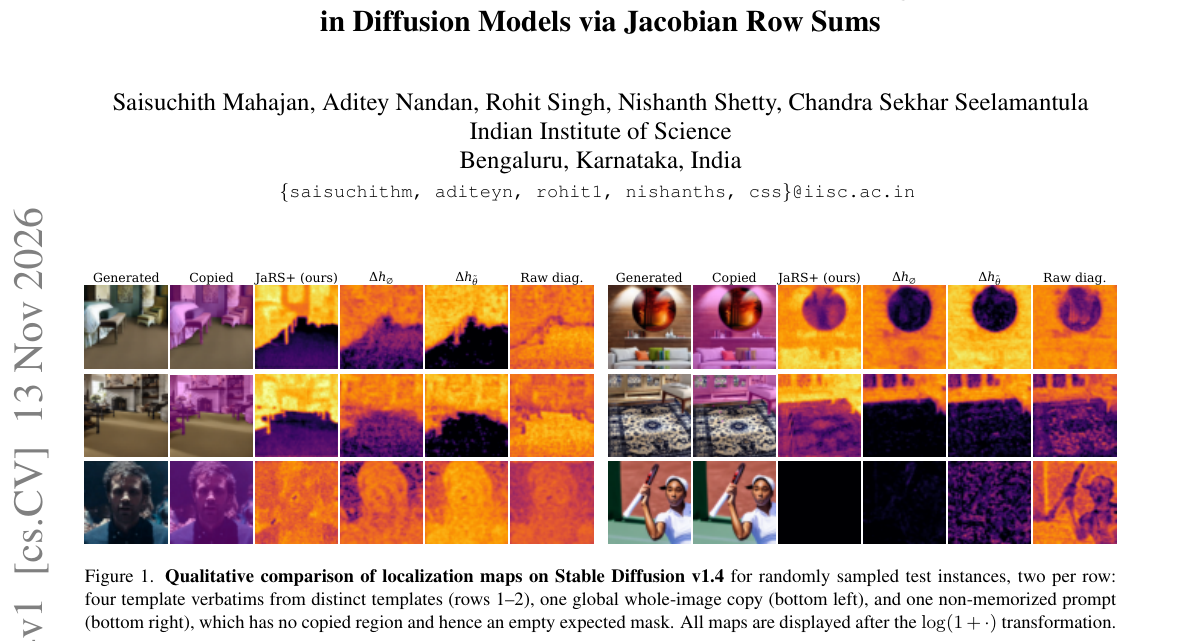 in Diffusion Models via Jacobian Row Sums
Saisuchith Mahajan, Aditey Nandan, Rohit Singh, Nishanth Shetty, Chandra Sekhar Seelamantula
Indian Institute of Science
Bengaluru, Karnataka, India
{saisuchithm, aditeyn, rohit1, nishanths, css}@iisc.ac.in
v1 [cs.CV] 13 Nov 2026
Generated Copied JaRS+ (ours) Δh_∅ Δh_θ̃ Raw diag. Generated Copied JaRS+ (ours) Δh_∅ Δh_θ̃ Raw diag.
Figure 1. Qualitative comparison of localization maps on Stable Diffusion v1.4 for randomly sampled test instances, two per row:
four template verbatims from distinct templates (rows 1–2), one global whole-image copy (bottom left), and one non-memorized prompt
(bottom right), which has no copied region and hence an empty expected mask. All maps are displayed after the log(1 + ·) transformation.